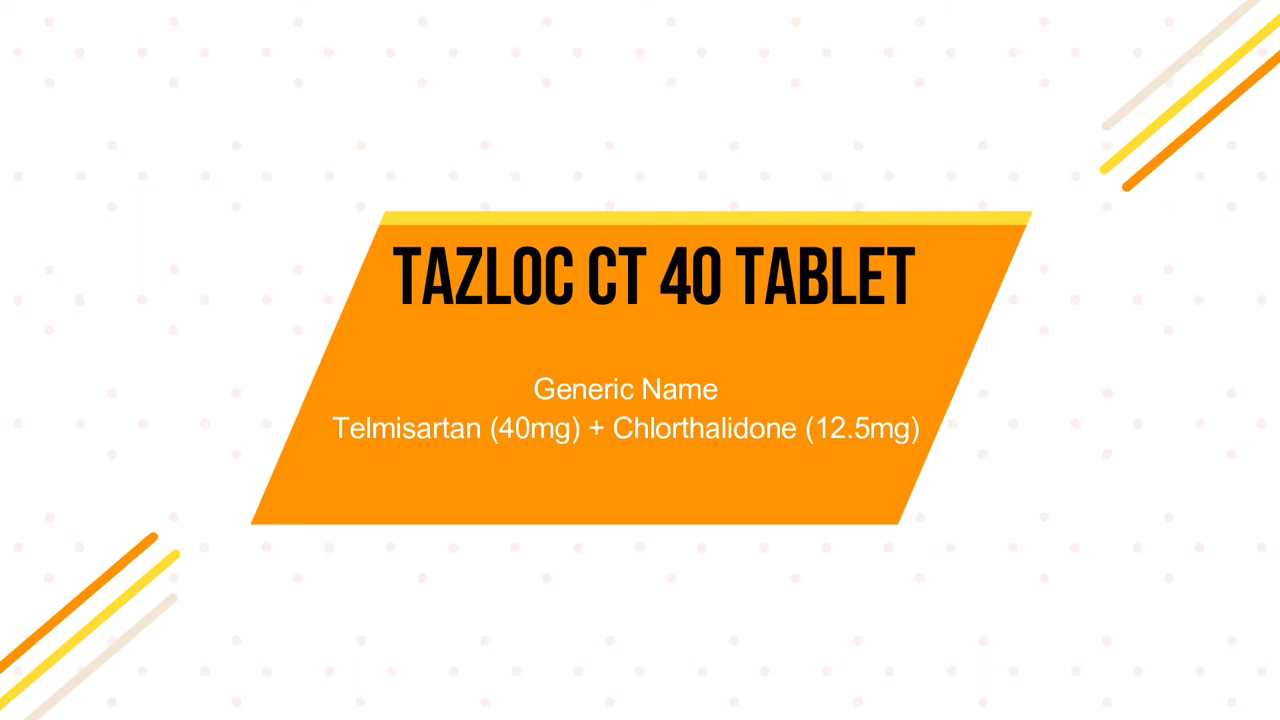 TAZLOC CT 40 TABLET
Generic Name
Telmisartan (40mg) + Chlorthalidone (12.5mg)